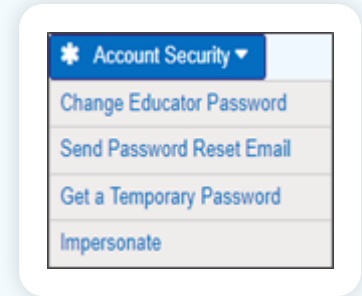 ✱ Account Security ▾
Change Educator Password
Send Password Reset Email
Get a Temporary Password
Impersonate